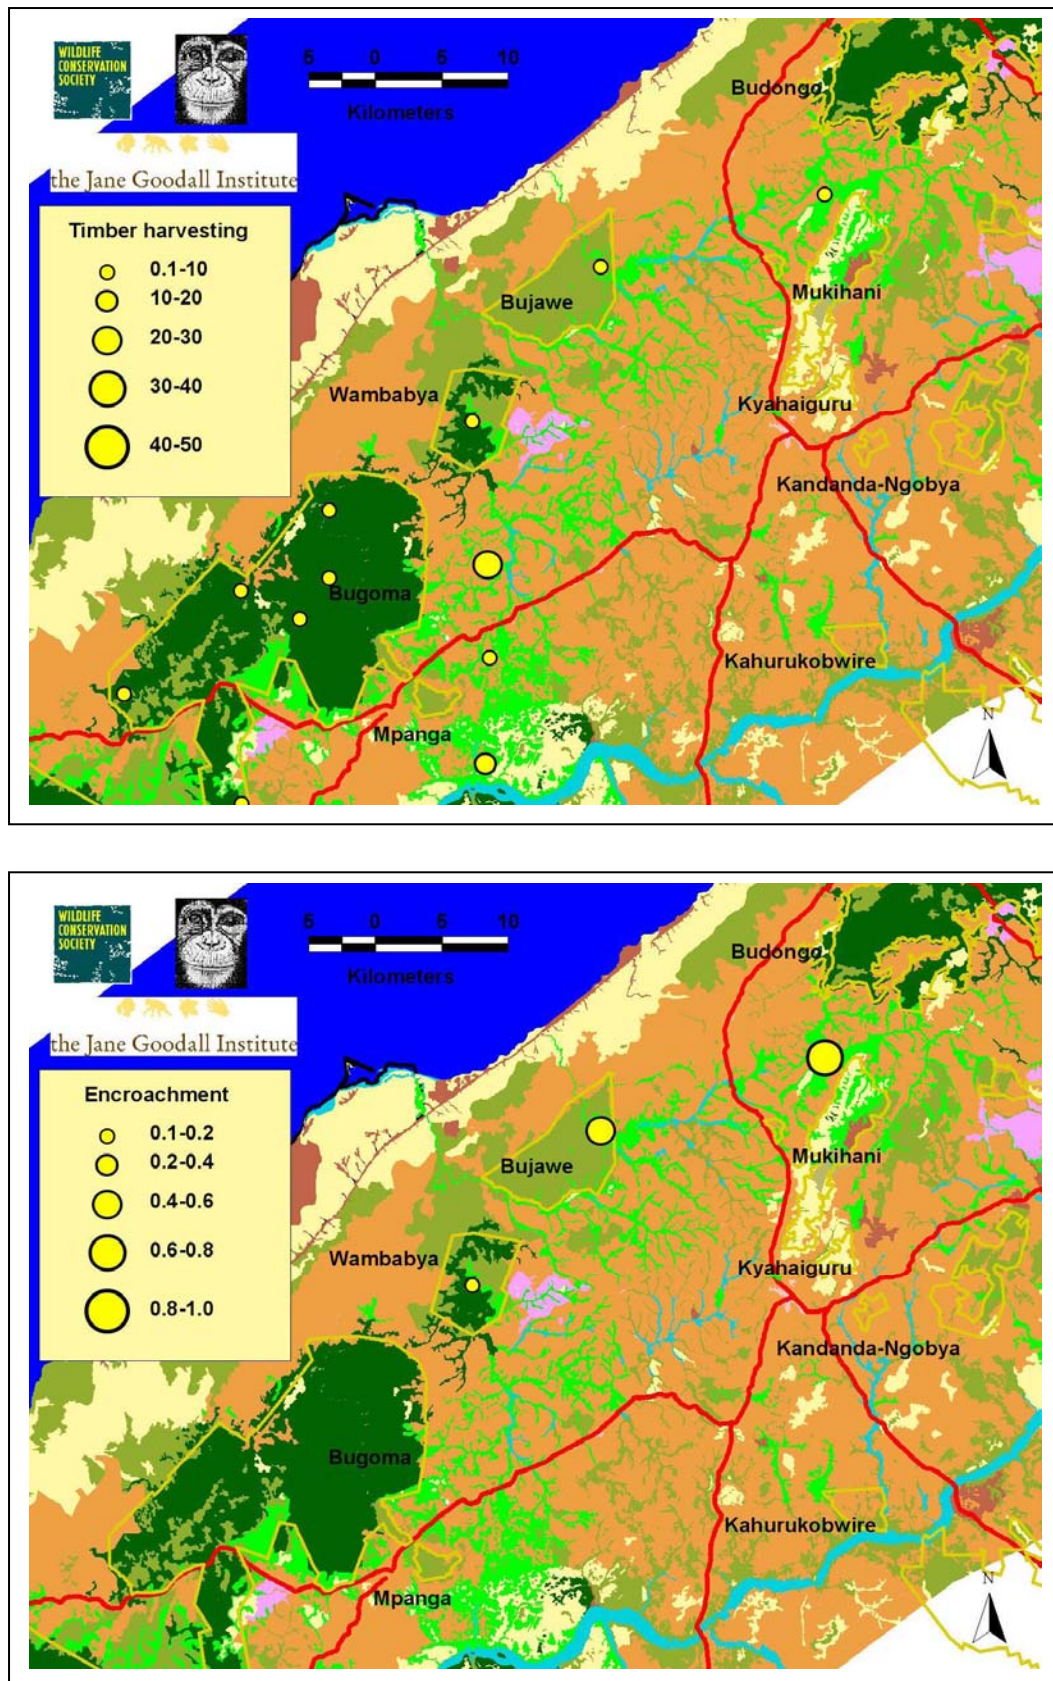 WILDLIFE
CONSERVATION
SOCIETY
the Jane Goodall Institute
5 0 5 10
Kilometers
Timber harvesting
0.1-10
10-20
20-30
30-40
40-50
Budongo
Bujawe
Mukihani
Wambabya
Kyahaiguru
Kandanda-Ngobya
Bugoma
Kahurukobwire
Mpanga
N
WILDLIFE
CONSERVATION
SOCIETY
the Jane Goodall Institute
5 0 5 10
Kilometers
Encroachment
0.1-0.2
0.2-0.4
0.4-0.6
0.6-0.8
0.8-1.0
Budongo
Bujawe
Mukihani
Wambabya
Kyahaiguru
Kandanda-Ngobya
Bugoma
Kahurukobwire
Mpanga
N